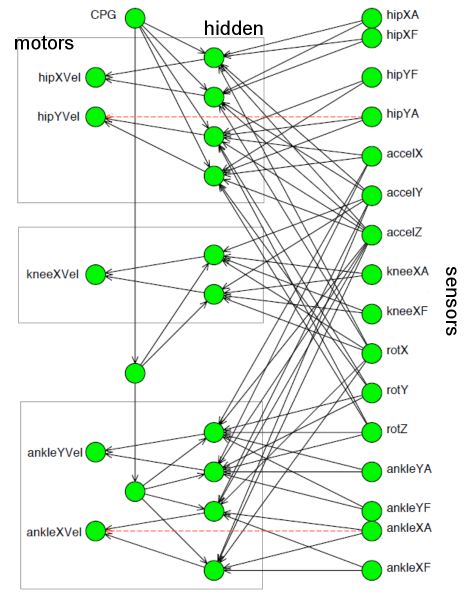 CPG
hidden
motors
hipXVel
hipYVel
kneeXVel
ankleYVel
ankleXVel
hipXA
hipXF
hipYF
hipYA
accelX
accelY
accelZ
kneeXA
kneeXF
rotX
rotY
rotZ
ankleYA
ankleYF
ankleXA
ankleXF
sensors